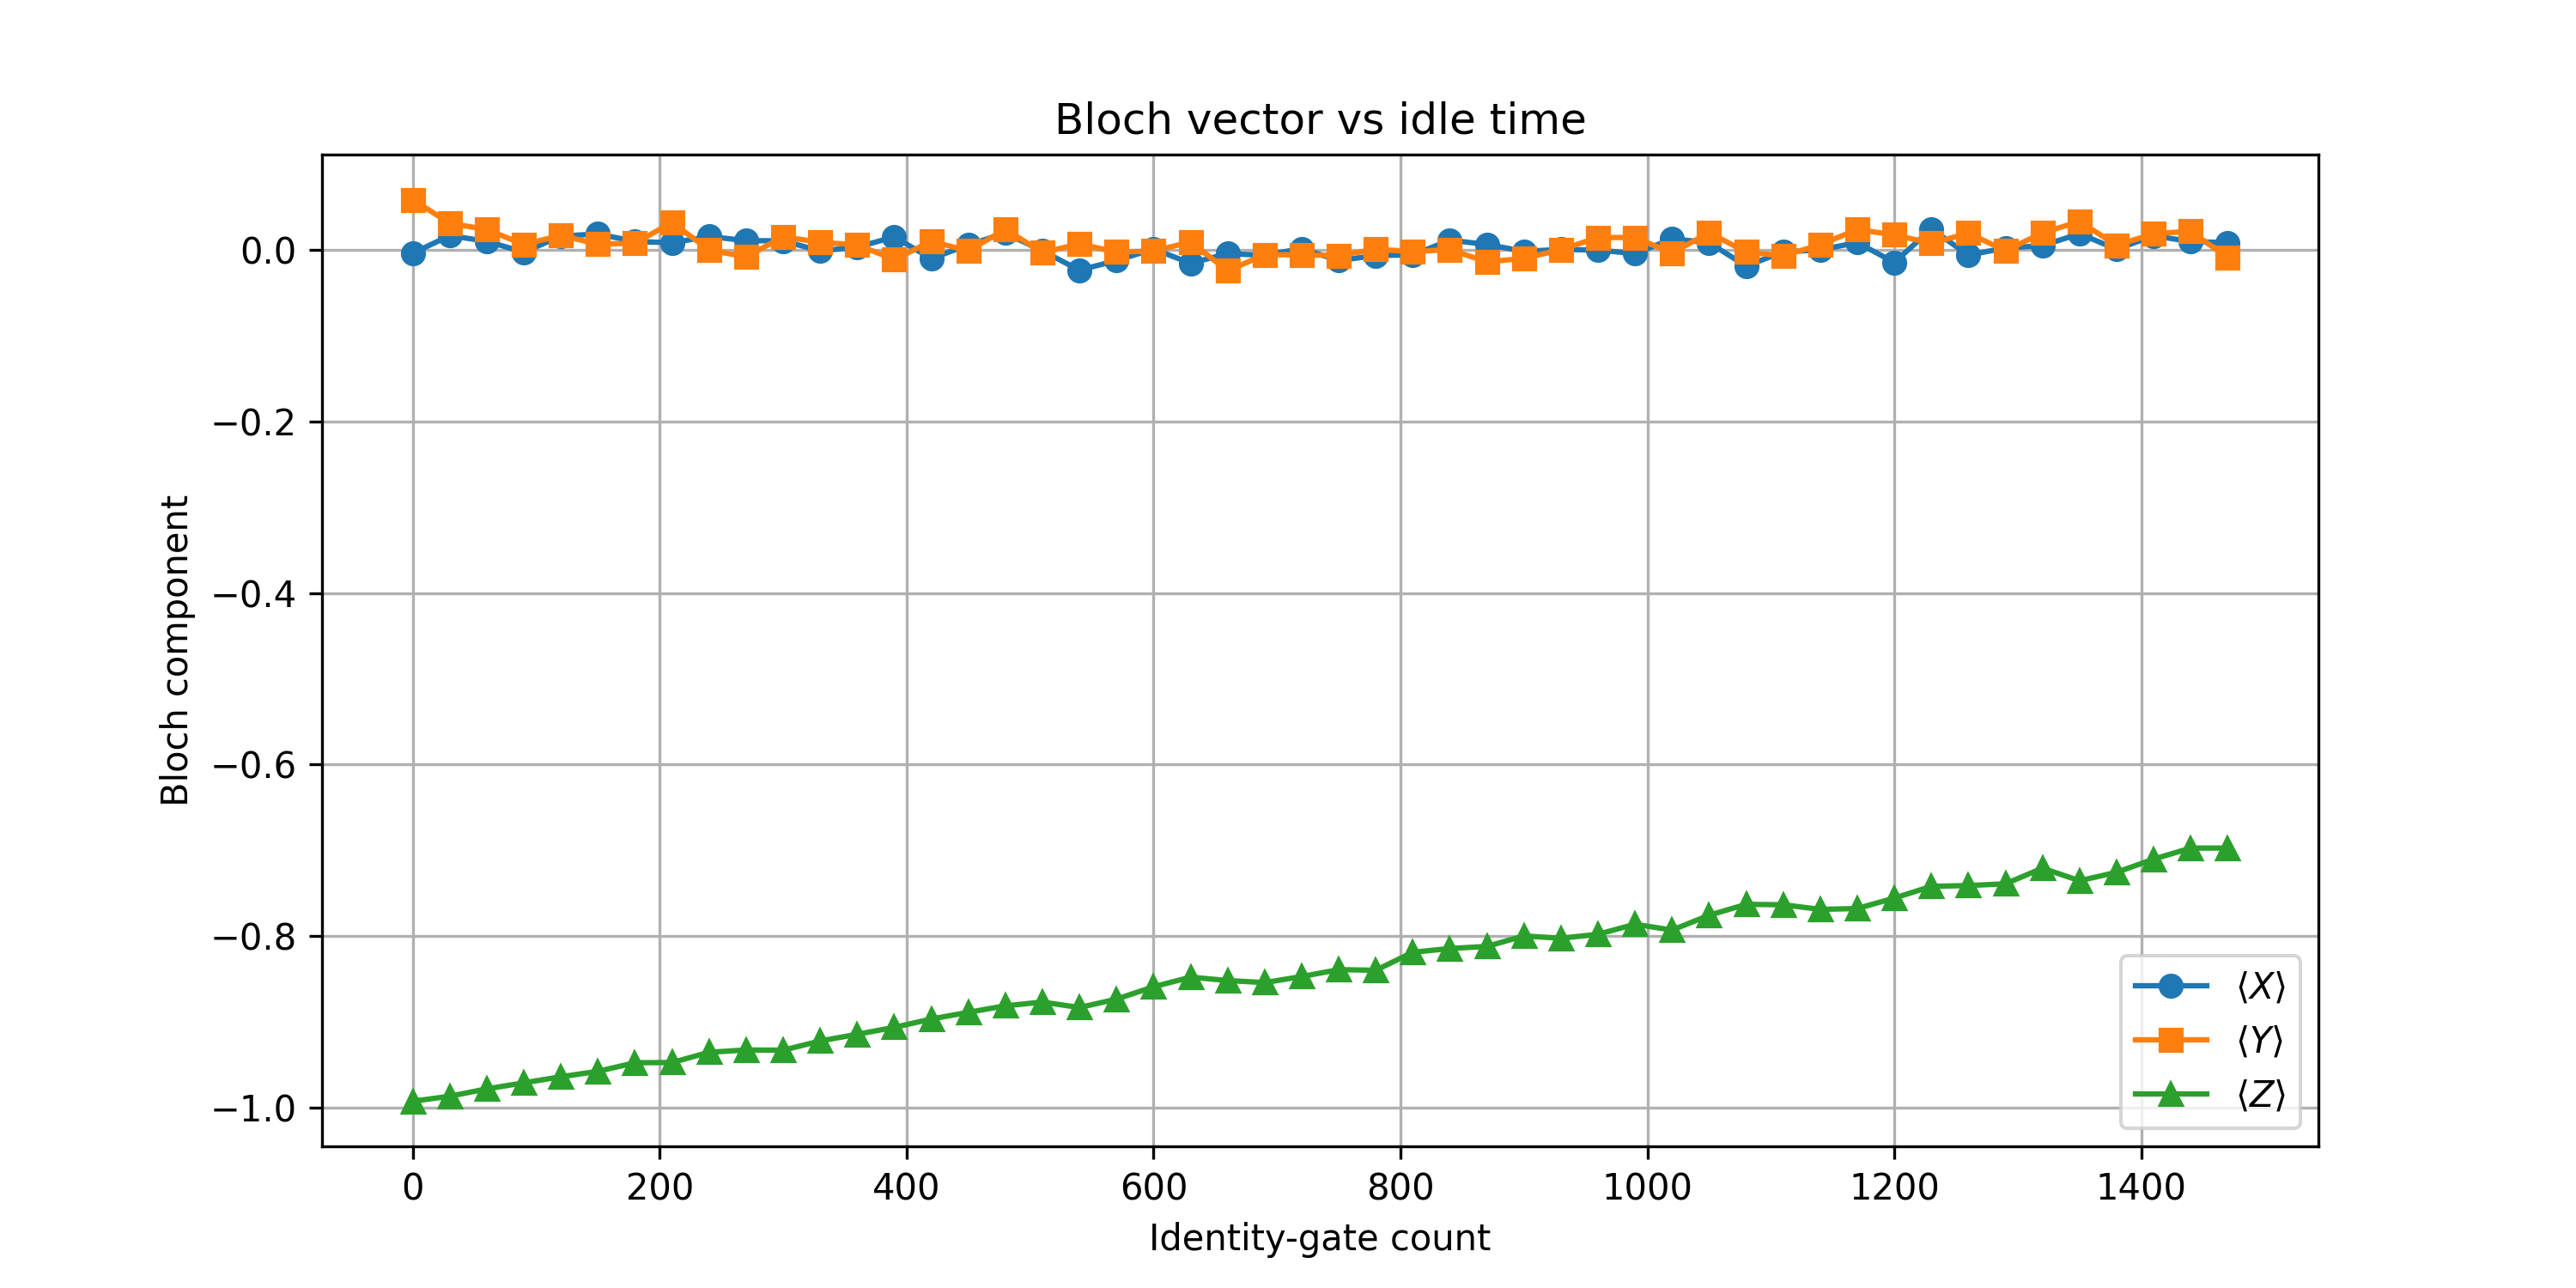 Bloch vector vs idle time
Bloch component
0.0
−0.2
−0.4
−0.6
−0.8
−1.0
⟨X⟩
⟨Y⟩
⟨Z⟩
0 200 400 600 800 1000 1200 1400
Identity-gate count